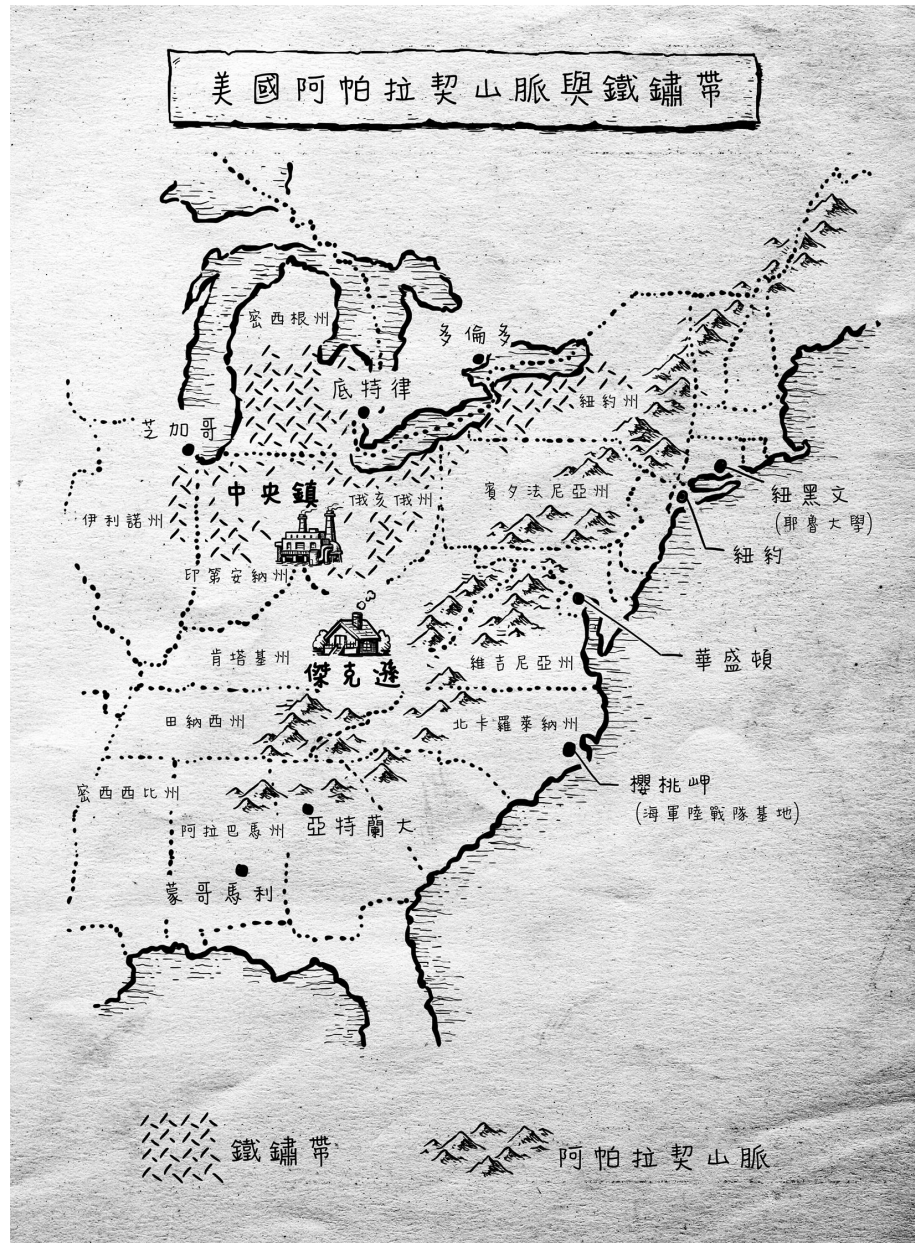 美國阿帕拉契山脈與鐵鏽帶
密西根州
多倫多
底特律
紐約州
芝加哥
中央鎮
俄亥俄州
賓夕法尼亞州
紐黑文
(耶魯大學)
伊利諾州
紐約
印第安納州
肯塔基州
傑克遜
維吉尼亞州
華盛頓
田納西州
北卡羅萊納州
密西西比州
櫻桃岬
(海軍陸戰隊基地)
阿拉巴馬州
亞特蘭大
蒙哥馬利
鐵鏽帶
阿帕拉契山脈